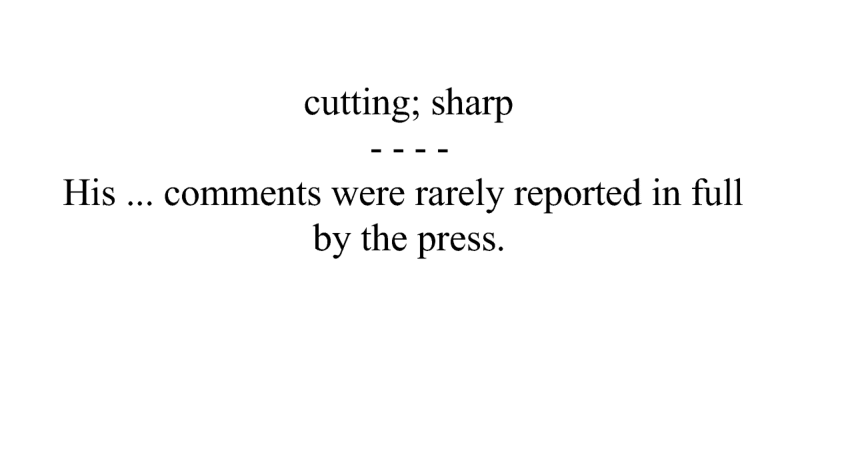 cutting; sharp
- - - -
His ... comments were rarely reported in full
by the press.